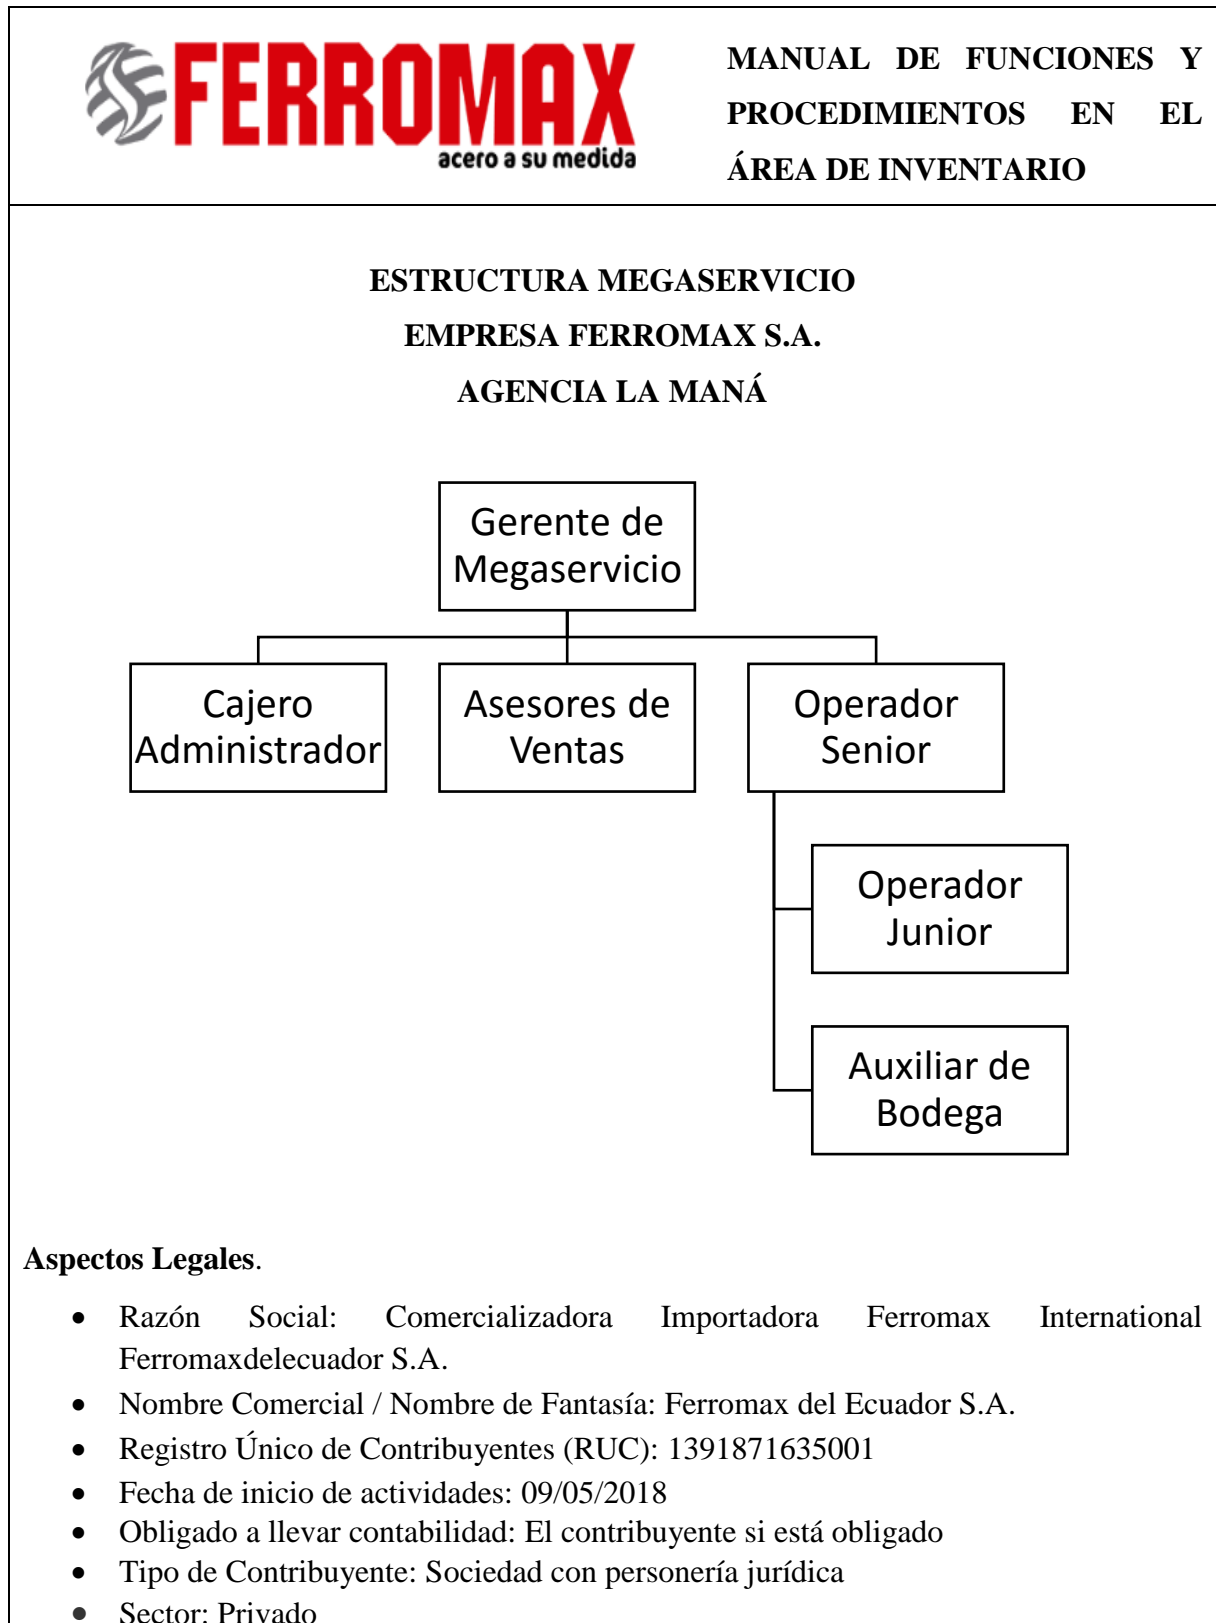 FERROMAX
acero a su medida
MANUAL DE FUNCIONES Y
PROCEDIMIENTOS EN EL
ÁREA DE INVENTARIO
ESTRUCTURA MEGASERVICIO
EMPRESA FERROMAX S.A.
AGENCIA LA MANÁ
Gerente de
Megaservicio
Cajero
Administrador
Asesores de
Ventas
Operador
Senior
Operador
Junior
Auxiliar de
Bodega
Aspectos Legales.
• Razón Social: Comercializadora Importadora Ferromax International
Ferromaxdelecuador S.A.
• Nombre Comercial / Nombre de Fantasía: Ferromax del Ecuador S.A.
• Registro Único de Contribuyentes (RUC): 1391871635001
• Fecha de inicio de actividades: 09/05/2018
• Obligado a llevar contabilidad: El contribuyente si está obligado
• Tipo de Contribuyente: Sociedad con personería jurídica
• Sector: Privado